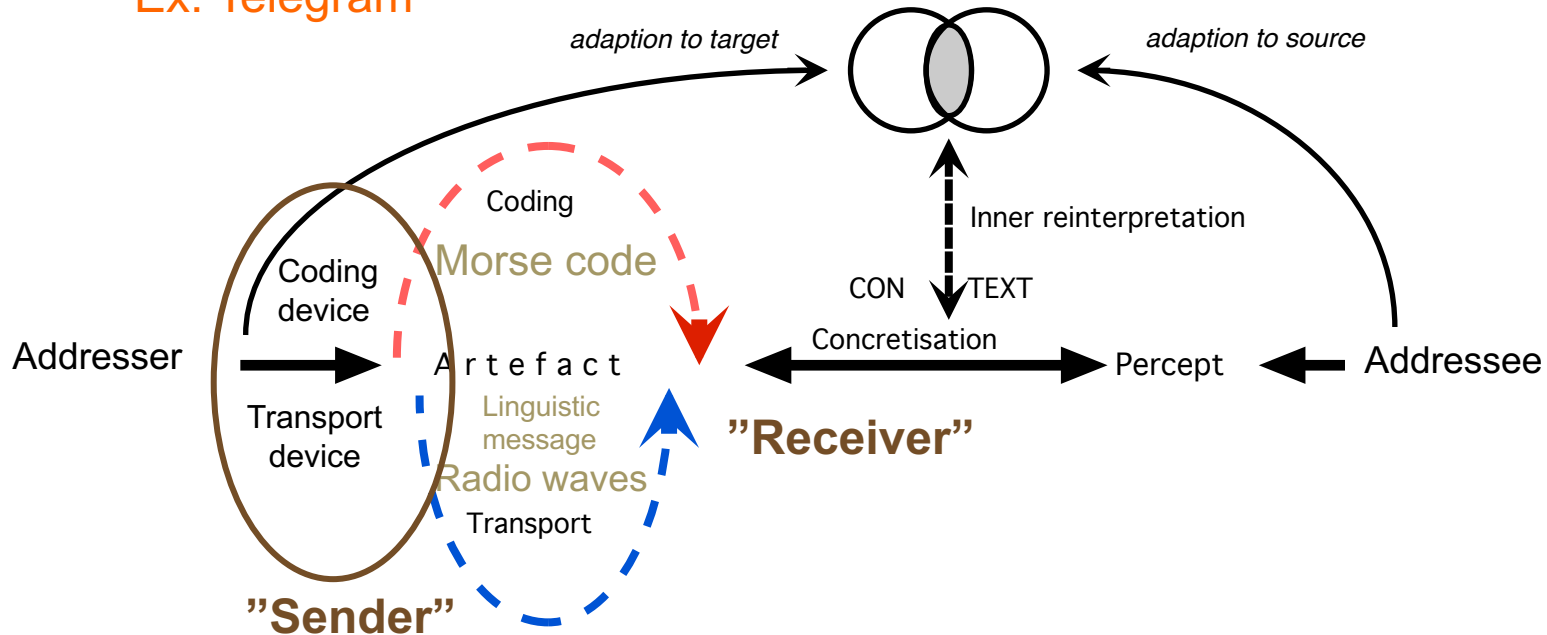 Ex: Telegram
adaption to target
adaption to source
Coding
Inner reinterpretation
Morse code
Coding
device
CON TEXT
Concretisation
Addresser
Artefact
Percept
Addressee
Linguistic
message
Transport
device
”Receiver”
Radio waves
Transport
”Sender”